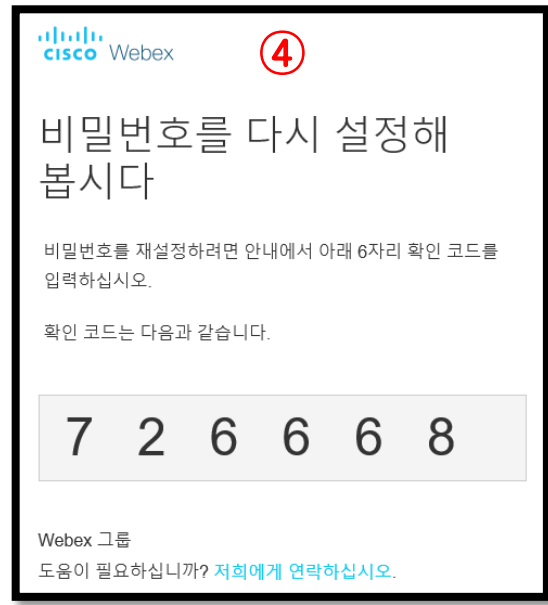 cisco Webex
④
비밀번호를 다시 설정해
봅시다
비밀번호를 재설정하려면 안내에서 아래 6자리 확인 코드를
입력하십시오.
확인 코드는 다음과 같습니다.
7 2 6 6 6 8
Webex 그룹
도움이 필요하십니까? 저희에게 연락하십시오.